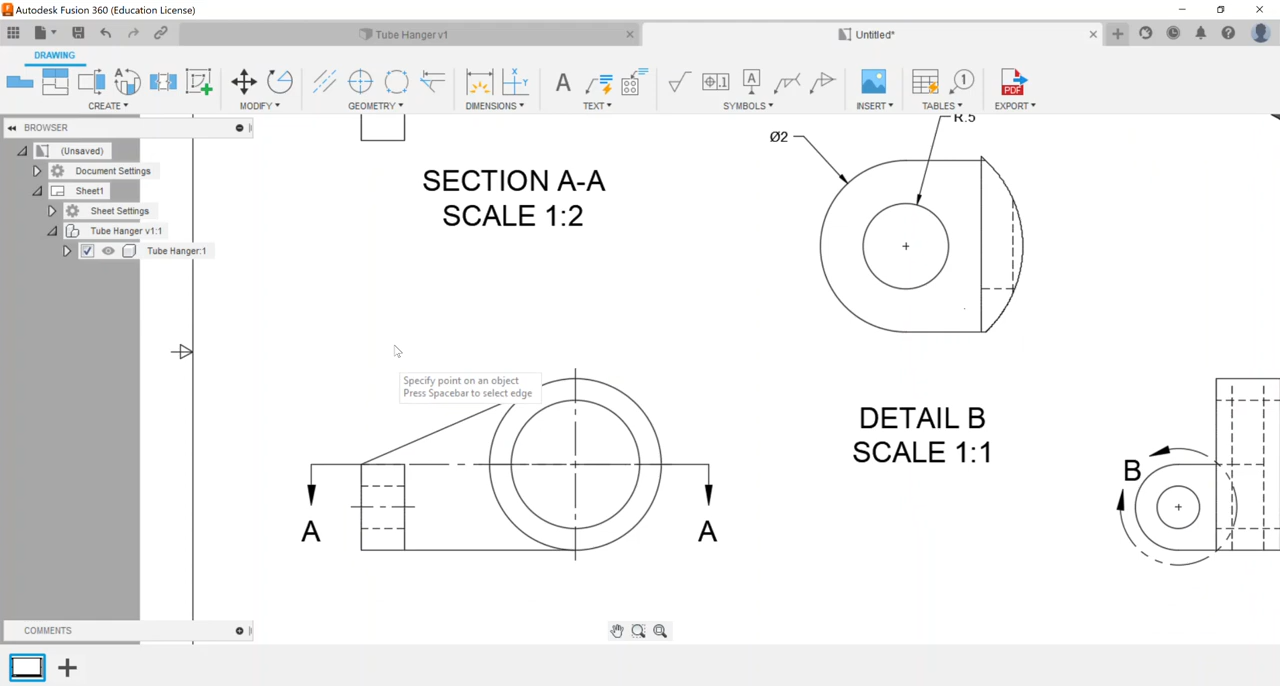 Autodesk Fusion 360 (Education License)
Tube Hanger v1
Untitled*
DRAWING
CREATE
MODIFY
GEOMETRY
DIMENSIONS
TEXT
SYMBOLS
INSERT
TABLES
EXPORT
BROWSER
(Unsaved)
Document Settings
Sheet1
Sheet Settings
Tube Hanger v1:1
Tube Hanger:1
SECTION A-A
SCALE 1:2
Ø2
R.5
Specify point on an object
Press Spacebar to select edge
DETAIL B
SCALE 1:1
A
A
B
COMMENTS